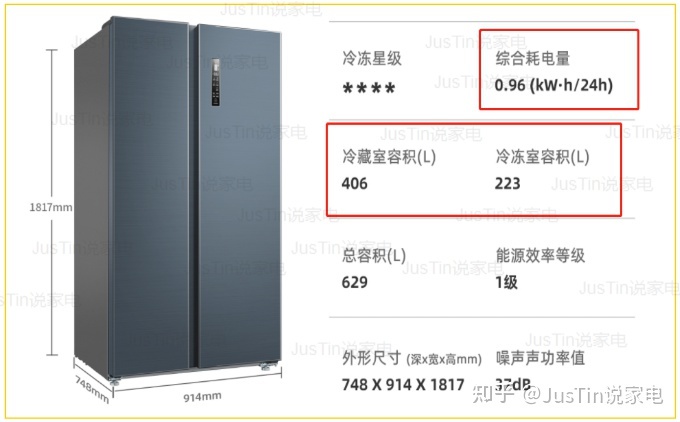 JusTin说家电
冷冻星级
★★★★
综合耗电量
0.96 (kW·h/24h)
冷藏室容积(L)
406
冷冻室容积(L)
223
1817mm
总容积(L)
629
能源效率等级
1级
748mm
914mm
外形尺寸 (深x宽x高mm)
748 X 914 X 1817
噪声声功率值
知乎 @JusTin说家电